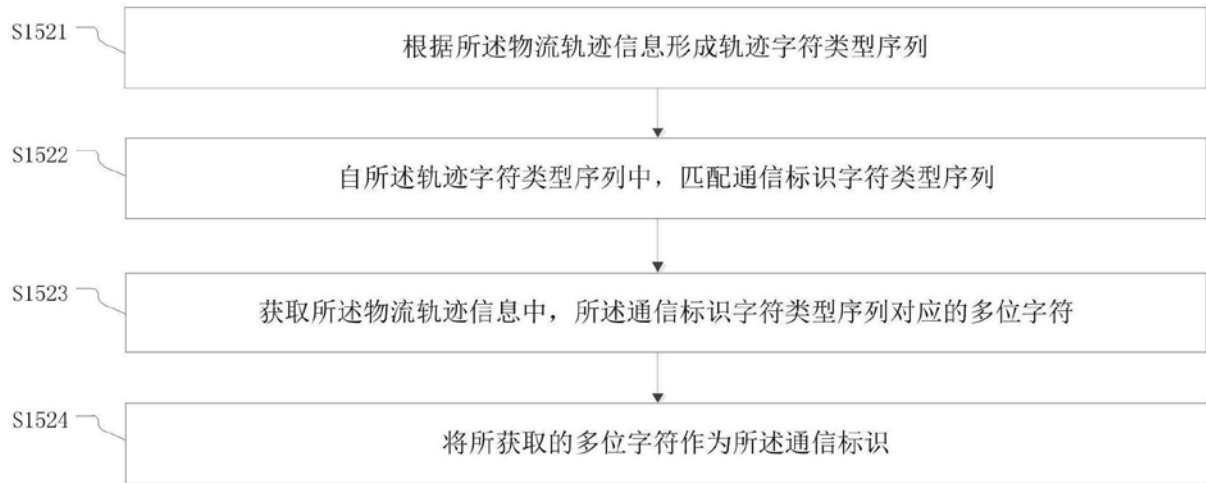 S1521
根据所述物流轨迹信息形成轨迹字符类型序列
S1522
自所述轨迹字符类型序列中，匹配通信标识字符类型序列
S1523
获取所述物流轨迹信息中，所述通信标识字符类型序列对应的多位字符
S1524
将所获取的多位字符作为所述通信标识